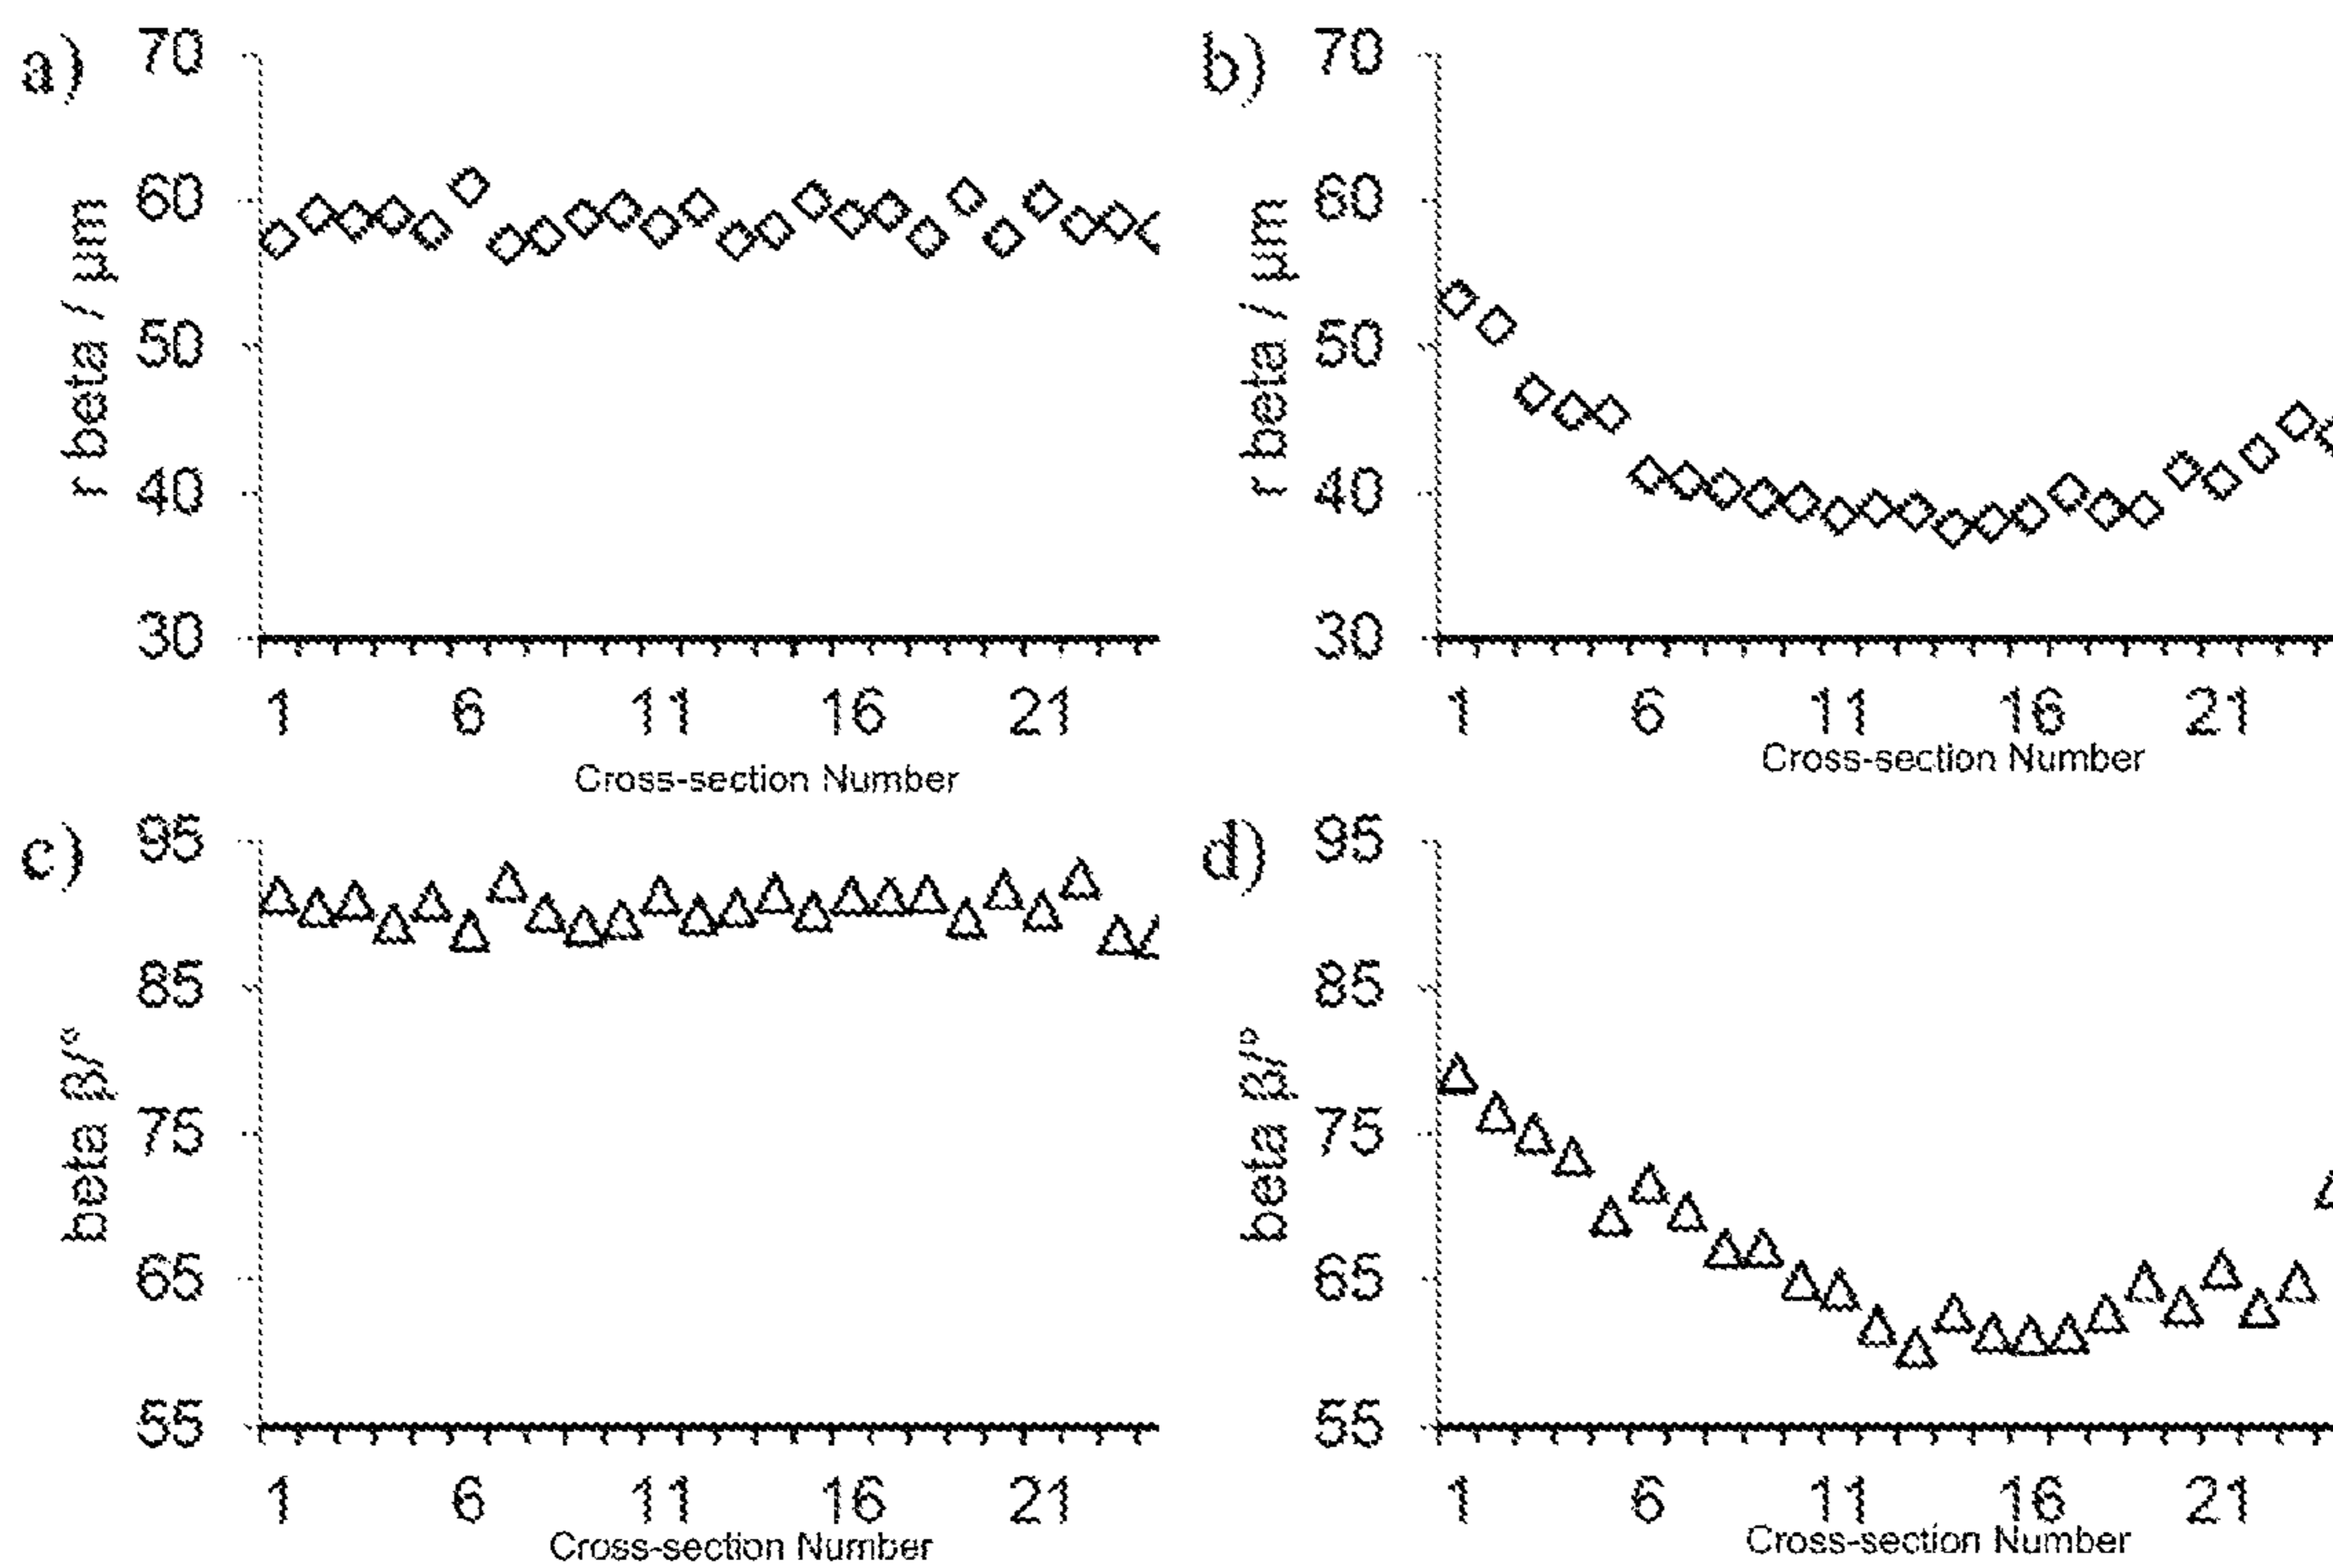 a)
70
60
50
40
30
r beta / µm
1 6 11 16 21
Cross-section Number
b)
70
60
50
40
30
r beta / µm
1 6 11 16 21
Cross-section Number
c)
95
85
75
65
55
beta β/°
1 6 11 16 21
Cross-section Number
d)
95
85
75
65
55
beta β/°
1 6 11 16 21
Cross-section Number